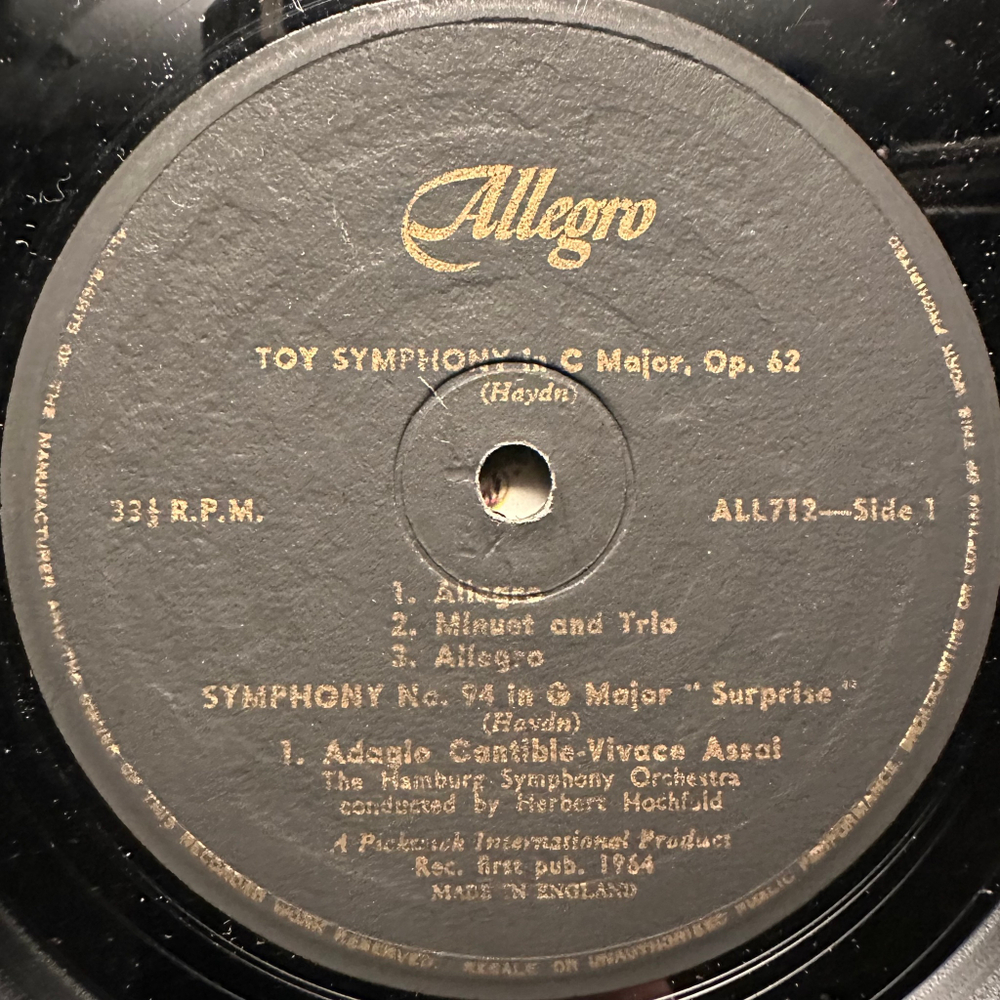 Allegro
TOY SYMPHONY in C Major, Op. 62
(Haydn)
33⅓ R.P.M.
ALL712—Side 1
1. Allegro
2. Minuet and Trio
3. Allegro
SYMPHONY No. 94 in G Major " Surprise "
(Haydn)
1. Adagio Cantible-Vivace Assai
The Hamburg Symphony Orchestra
conducted by Herbert Hochfuld
A Pickwick International Product
Rec. first pub. 1964
MADE IN ENGLAND
ALL RIGHTS OF THE MANUFACTURER AND OF THE OWNER OF THIS RECORDED WORK RESERVED. RESALE OR UNAUTHORISED PUBLIC PERFORMANCE, BROADCASTING OR COPYING OF THIS WORK PROHIBITED